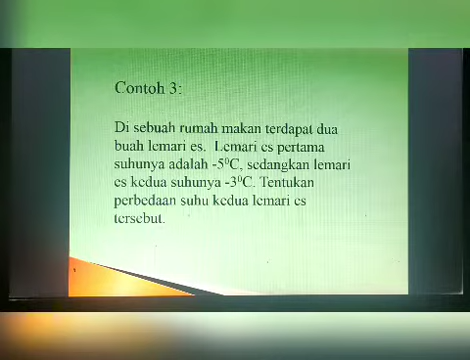 Contoh 3:
Di sebuah rumah makan terdapat dua
buah lemari es. Lemari es pertama
suhunya adalah -5⁰C, sedangkan lemari
es kedua suhunya -3⁰C. Tentukan
perbedaan suhu kedua lemari es
tersebut.